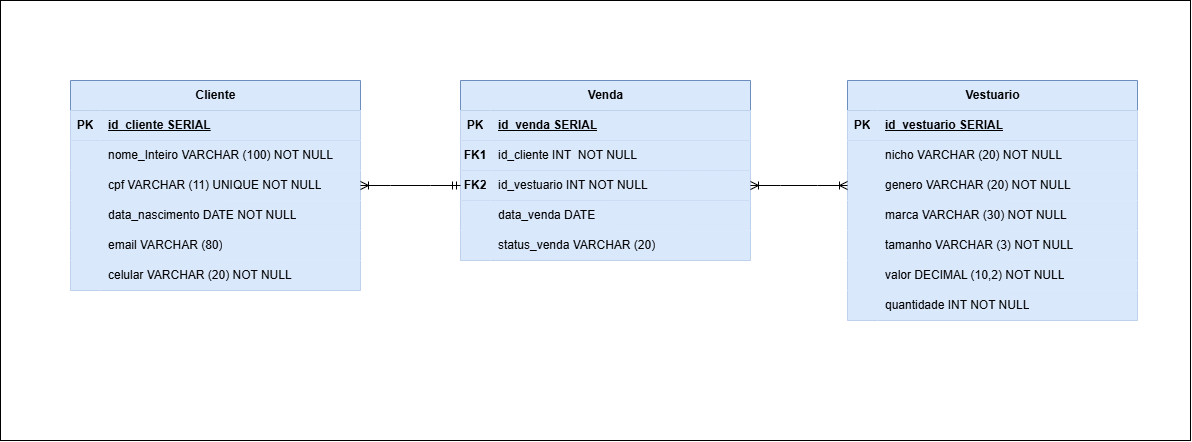 Cliente
PK id_cliente SERIAL
nome_Inteiro VARCHAR (100) NOT NULL
cpf VARCHAR (11) UNIQUE NOT NULL
data_nascimento DATE NOT NULL
email VARCHAR (80)
celular VARCHAR (20) NOT NULL
Venda
PK id_venda SERIAL
FK1 id_cliente INT NOT NULL
FK2 id_vestuario INT NOT NULL
data_venda DATE
status_venda VARCHAR (20)
Vestuario
PK id_vestuario SERIAL
nicho VARCHAR (20) NOT NULL
genero VARCHAR (20) NOT NULL
marca VARCHAR (30) NOT NULL
tamanho VARCHAR (3) NOT NULL
valor DECIMAL (10,2) NOT NULL
quantidade INT NOT NULL